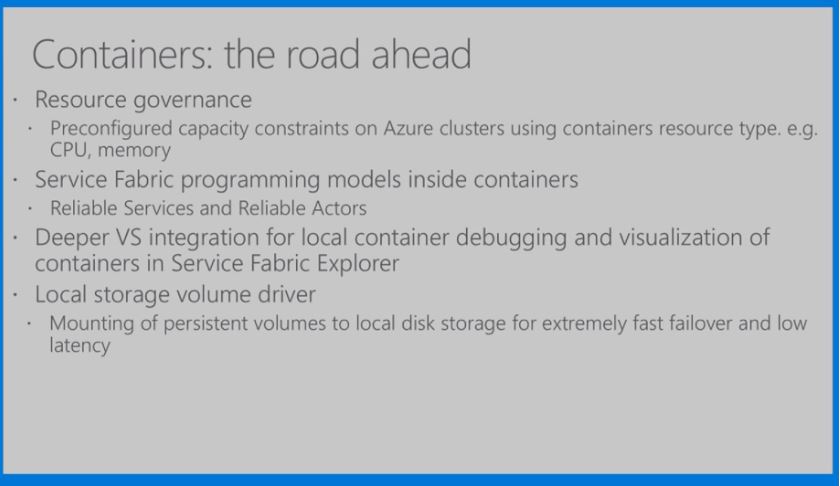 Containers: the road ahead
· Resource governance
· Preconfigured capacity constraints on Azure clusters using containers resource type. e.g.
CPU, memory
· Service Fabric programming models inside containers
· Reliable Services and Reliable Actors
· Deeper VS integration for local container debugging and visualization of
containers in Service Fabric Explorer
· Local storage volume driver
· Mounting of persistent volumes to local disk storage for extremely fast failover and low
latency